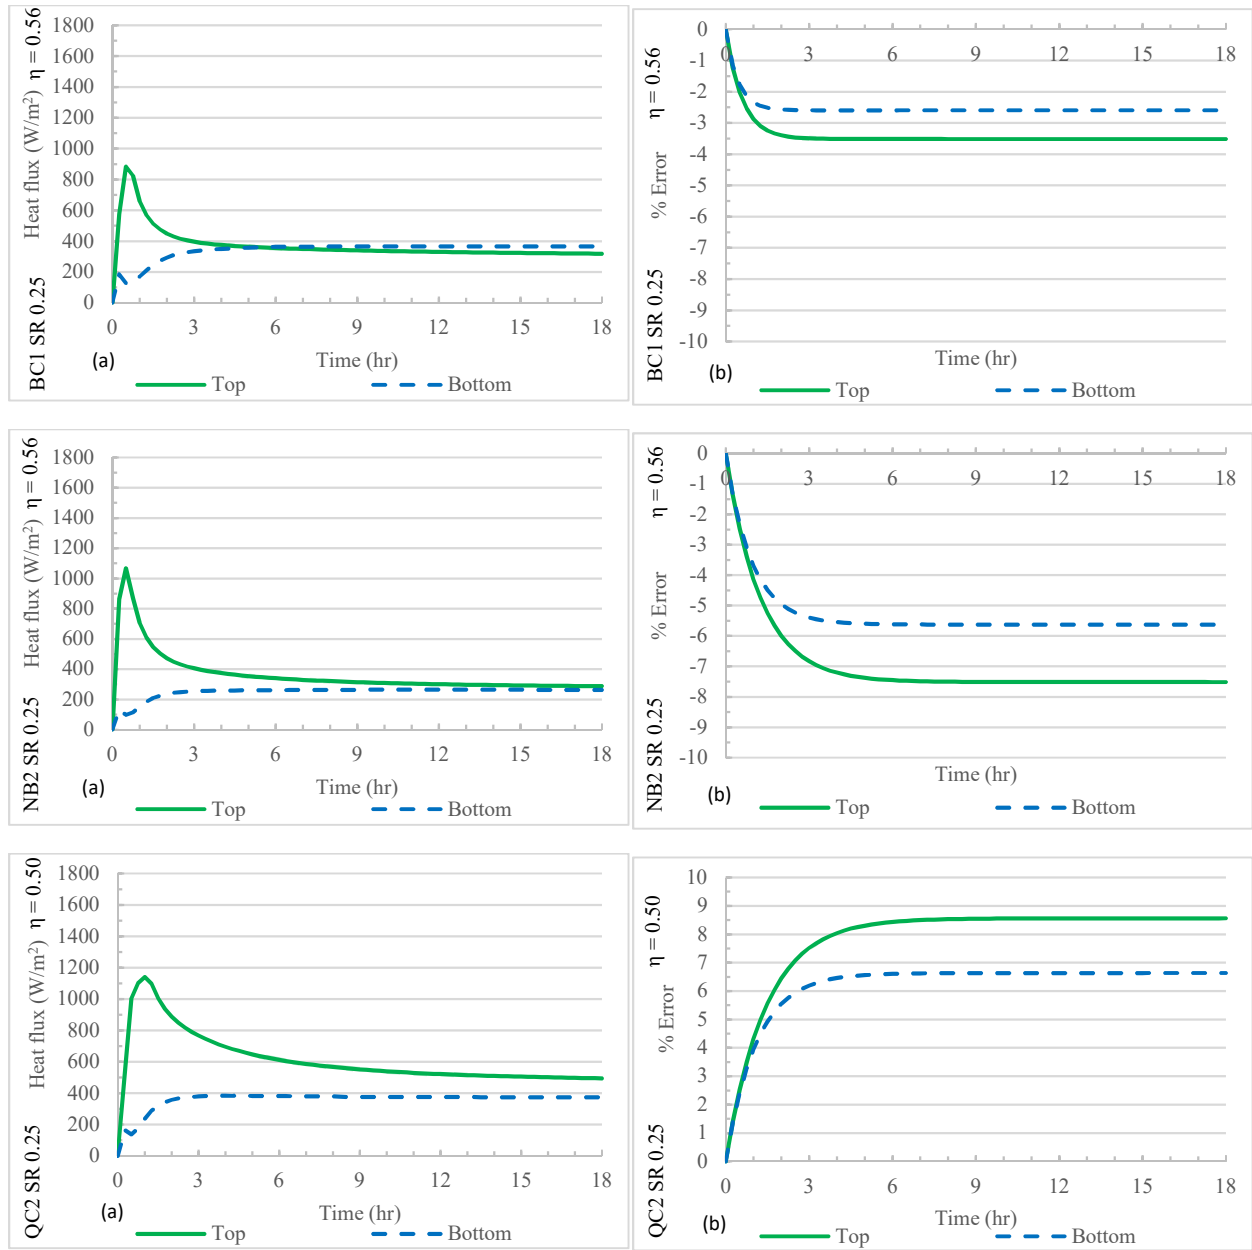 BC1 SR 0.25 η = 0.56
Heat flux (W/m²)
1800
1600
1400
1200
1000
800
600
400
200
0
0 3 6 9 12 15 18
(a) Time (hr)
Top Bottom
BC1 SR 0.25 η = 0.56
% Error
0
-1
-2
-3
-4
-5
-6
-7
-8
-9
-10
0 3 6 9 12 15 18
(b) Time (hr)
Top Bottom
NB2 SR 0.25 η = 0.56
Heat flux (W/m²)
1800
1600
1400
1200
1000
800
600
400
200
0
0 3 6 9 12 15 18
(a) Time (hr)
Top Bottom
NB2 SR 0.25 η = 0.56
% Error
0
-1
-2
-3
-4
-5
-6
-7
-8
-9
-10
0 3 6 9 12 15 18
(b) Time (hr)
Top Bottom
QC2 SR 0.25 η = 0.50
Heat flux (W/m²)
1800
1600
1400
1200
1000
800
600
400
200
0
0 3 6 9 12 15 18
(a) Time (hr)
Top Bottom
QC2 SR 0.25 η = 0.50
% Error
10
9
8
7
6
5
4
3
2
1
0
0 3 6 9 12 15 18
(b) Time (hr)
Top Bottom